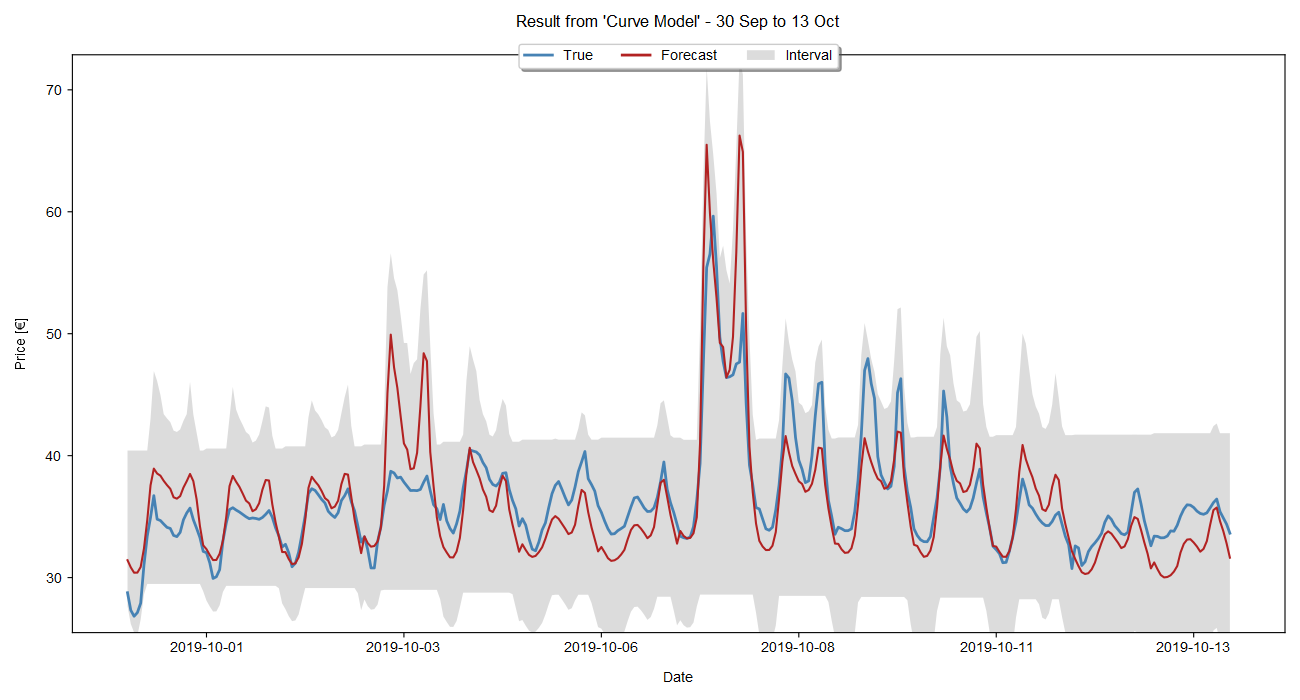 Result from 'Curve Model' - 30 Sep to 13 Oct
True Forecast Interval
70
60
50
40
30
Price [€]
2019-10-01 2019-10-03 2019-10-06 2019-10-08 2019-10-11 2019-10-13
Date